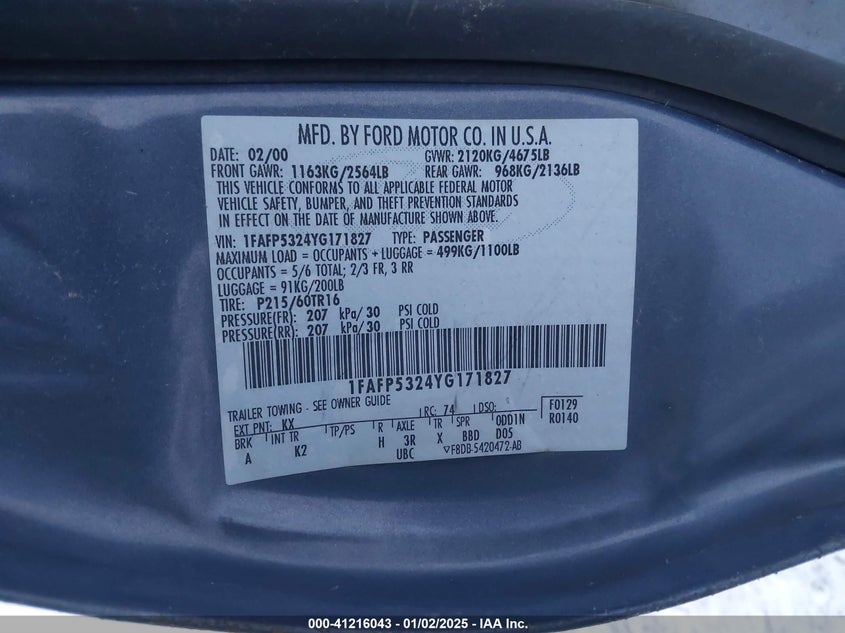 MFD. BY FORD MOTOR CO. IN U.S.A.
DATE: 02/00 GVWR: 2120KG/4675LB
FRONT GAWR: 1163KG/2564LB REAR GAWR: 968KG/2136LB
THIS VEHICLE CONFORMS TO ALL APPLICABLE FEDERAL MOTOR
VEHICLE SAFETY, BUMPER, AND THEFT PREVENTION STANDARDS
IN EFFECT ON THE DATE OF MANUFACTURE SHOWN ABOVE.
VIN: 1FAFP5324YG171827 TYPE: PASSENGER
MAXIMUM LOAD = OCCUPANTS + LUGGAGE = 499KG/1100LB
OCCUPANTS = 5/6 TOTAL; 2/3 FR, 3 RR
LUGGAGE = 91KG/200LB
TIRE: P215/60TR16
PRESSURE(FR): 207 kPa/30 PSI COLD
PRESSURE(RR): 207 kPa/30 PSI COLD
1FAFP5324YG171827
TRAILER TOWING - SEE OWNER GUIDE
EXT PNT: KX RC: 74 DSO: F0129
BRK INT TR TP/PS R AXLE TR SPR ODD1N R0140
A K2 H 3R X BBD D05
UBC ▽F8DB-5420472-AB
000-41216043 - 01/02/2025 - IAA Inc.